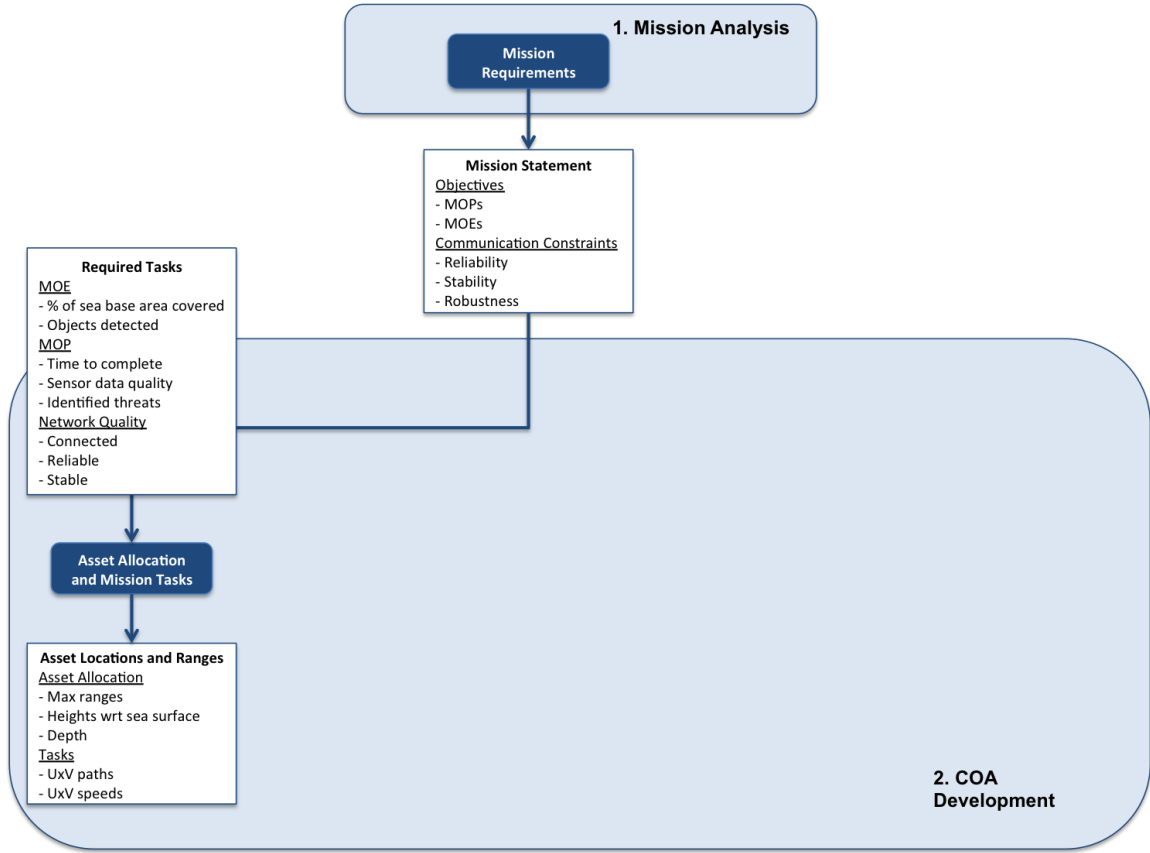 1. Mission Analysis
Mission
Requirements
Mission Statement
Objectives
- MOPs
- MOEs
Communication Constraints
- Reliability
- Stability
- Robustness
Required Tasks
MOE
- % of sea base area covered
- Objects detected
MOP
- Time to complete
- Sensor data quality
- Identified threats
Network Quality
- Connected
- Reliable
- Stable
Asset Allocation
and Mission Tasks
Asset Locations and Ranges
Asset Allocation
- Max ranges
- Heights wrt sea surface
- Depth
Tasks
- UxV paths
- UxV speeds
2. COA
Development